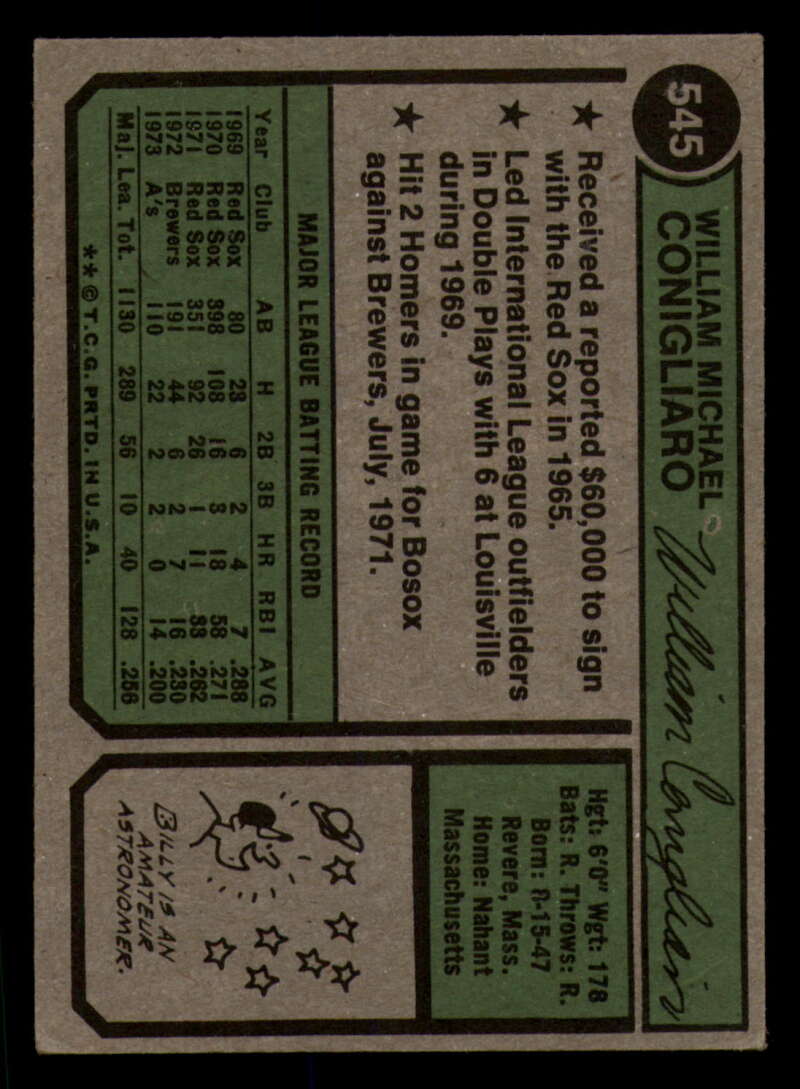 545
WILLIAM MICHAEL
CONIGLIARO
William Conigliaro
★ Received a reported $60,000 to sign
with the Red Sox in 1965.
★ Led International League outfielders
in Double Plays with 6 at Louisville
during 1969.
★ Hit 2 Homers in game for Bosox
against Brewers, July, 1971.
MAJOR LEAGUE BATTING RECORD
Year Club AB H 2B 3B HR RBI AVG
1969 Red Sox 80 23 6 2 4 7 .288
1970 Red Sox 398 108 16 3 18 58 .271
1971 Red Sox 351 92 26 1 11 33 .262
1972 Brewers 191 44 6 2 7 16 .230
1973 A's 110 22 2 2 0 14 .200
Maj. Lea. Tot. 1130 289 56 10 40 128 .256
**© T.C.G. PRTD. IN U.S.A.
Hgt: 6'0" Wgt: 178
Bats: R. Throws: R.
Born: 8-15-47
Revere, Mass.
Home: Nahant
Massachusetts
BILLY IS AN
AMATEUR
ASTRONOMER.